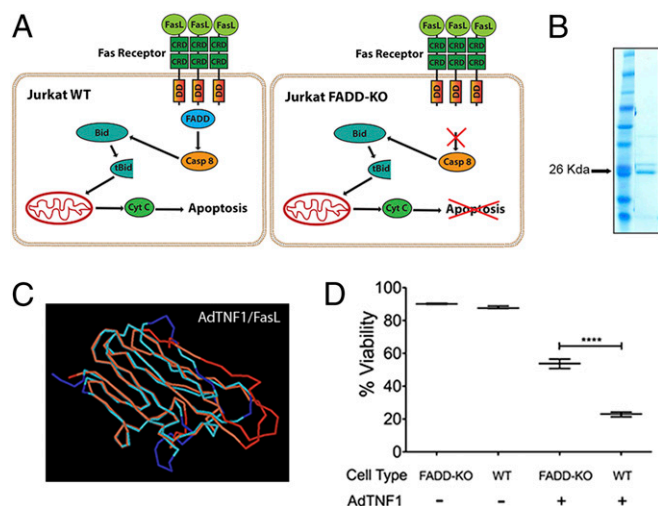 A
FasL FasL FasL
Fas Receptor
CRD CRD CRD
CRD CRD CRD
DD DD DD
Jurkat WT
FADD
Bid
tBid
Casp 8
Cyt C
Apoptosis
FasL FasL FasL
Fas Receptor
CRD CRD CRD
CRD CRD CRD
DD DD DD
Jurkat FADD-KO
Bid
tBid
Casp 8
Cyt C
Apoptosis
B
26 Kda
C
AdTNF1/FasL
D
% Viability
100
80
60
40
20
0
****
Cell Type FADD-KO WT FADD-KO WT
AdTNF1 - - + +